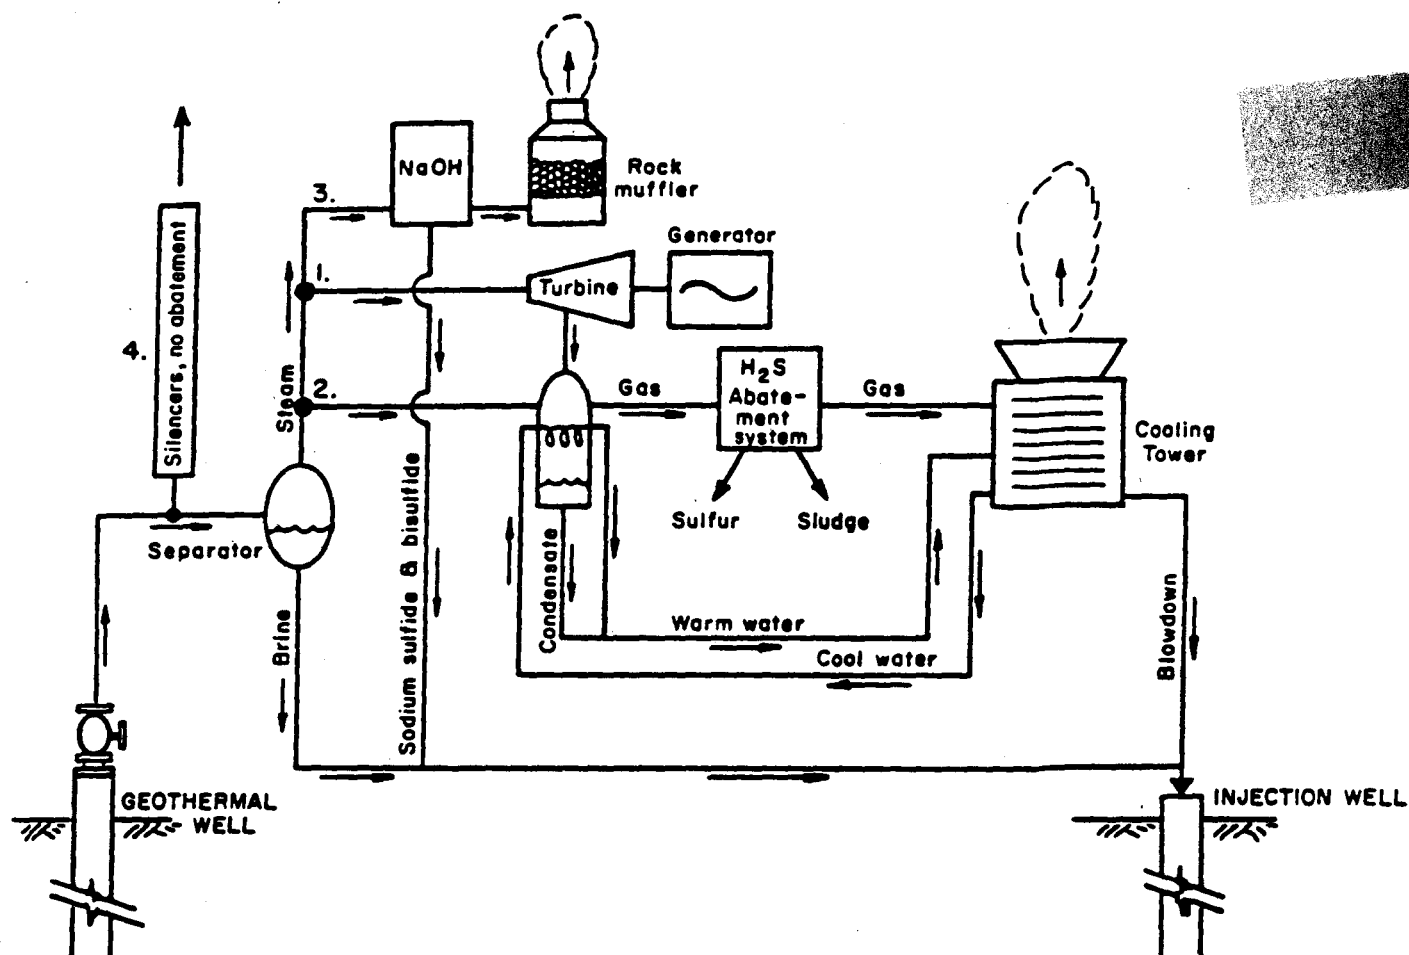 NaOH
Rock
muffler
3.
Generator
1.
Turbine
4.
Silencers, no abatement
Steam
2.
Gas
H2S
Abate-
ment
system
Gas
Cooling
Tower
Separator
Sulfur
Sludge
Brine
Sodium sulfide & bisulfide
Condensate
Warm water
Cool water
Blowdown
GEOTHERMAL
WELL
INJECTION WELL